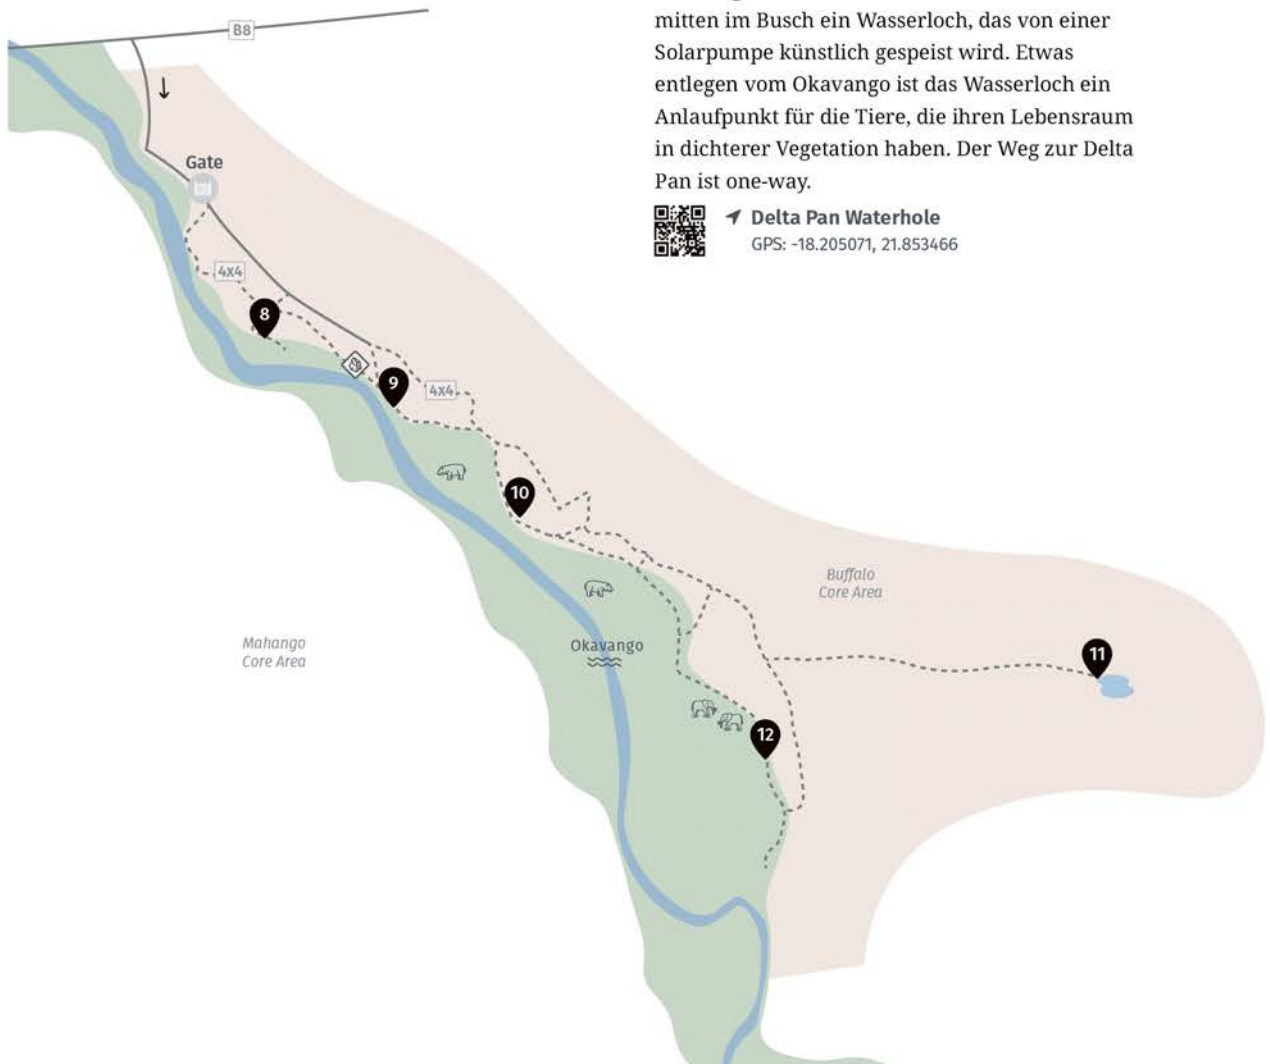 mitten im Busch ein Wasserloch, das von einer
Solarpumpe künstlich gespeist wird. Etwas
entlegen vom Okavango ist das Wasserloch ein
Anlaufpunkt für die Tiere, die ihren Lebensraum
in dichterer Vegetation haben. Der Weg zur Delta
Pan ist one-way.
Delta Pan Waterhole
GPS: -18.205071, 21.853466
B8
Gate
4x4
8
9
4x4
10
Buffalo
Core Area
Mahango
Core Area
Okavango
11
12